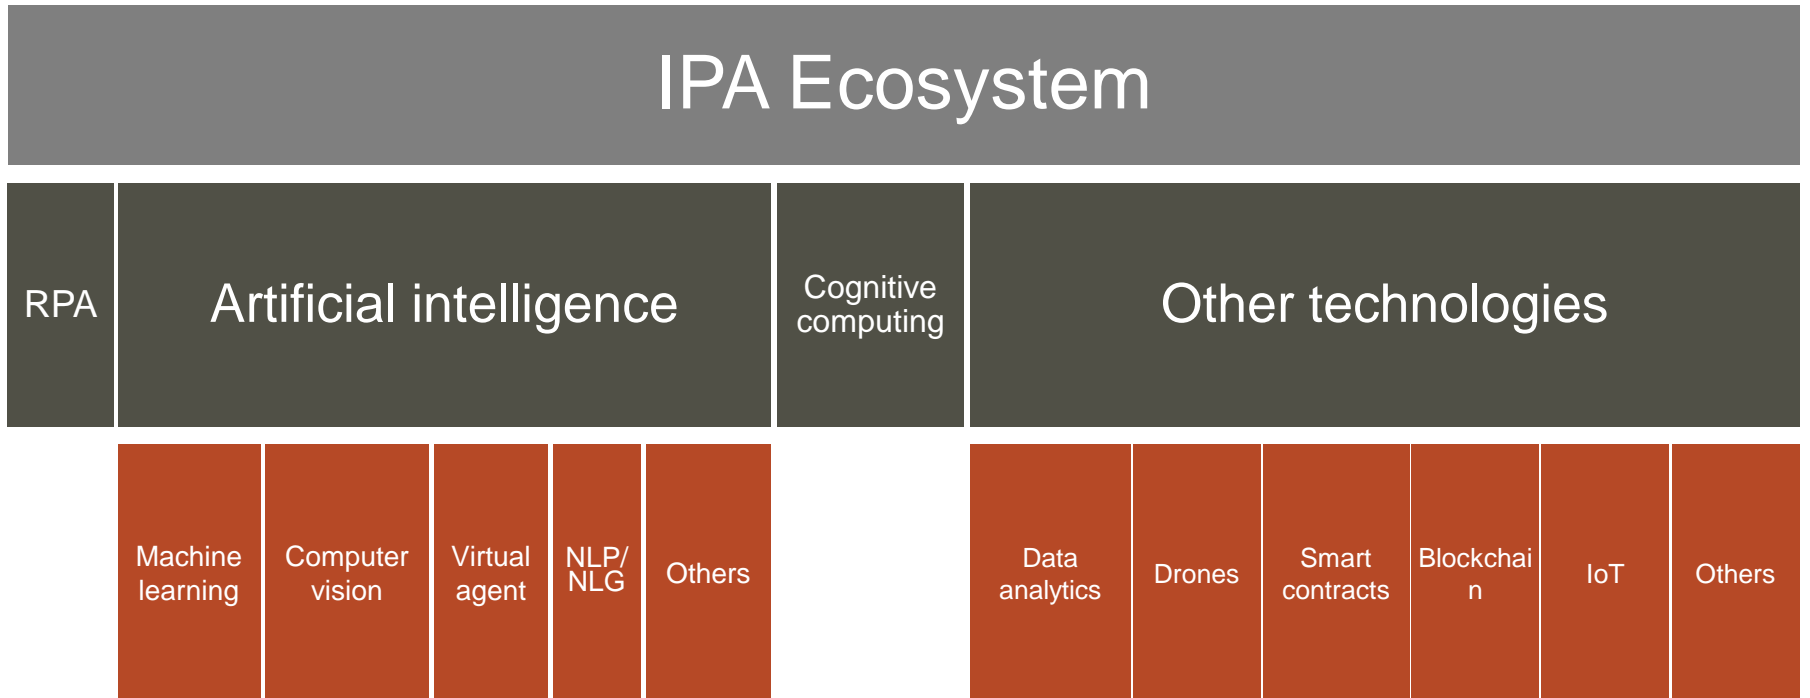 IPA Ecosystem
RPA
Artificial intelligence
Cognitive
computing
Other technologies
Machine
learning
Computer
vision
Virtual
agent
NLP/
NLG
Others
Data
analytics
Drones
Smart
contracts
Blockchai
n
IoT
Others